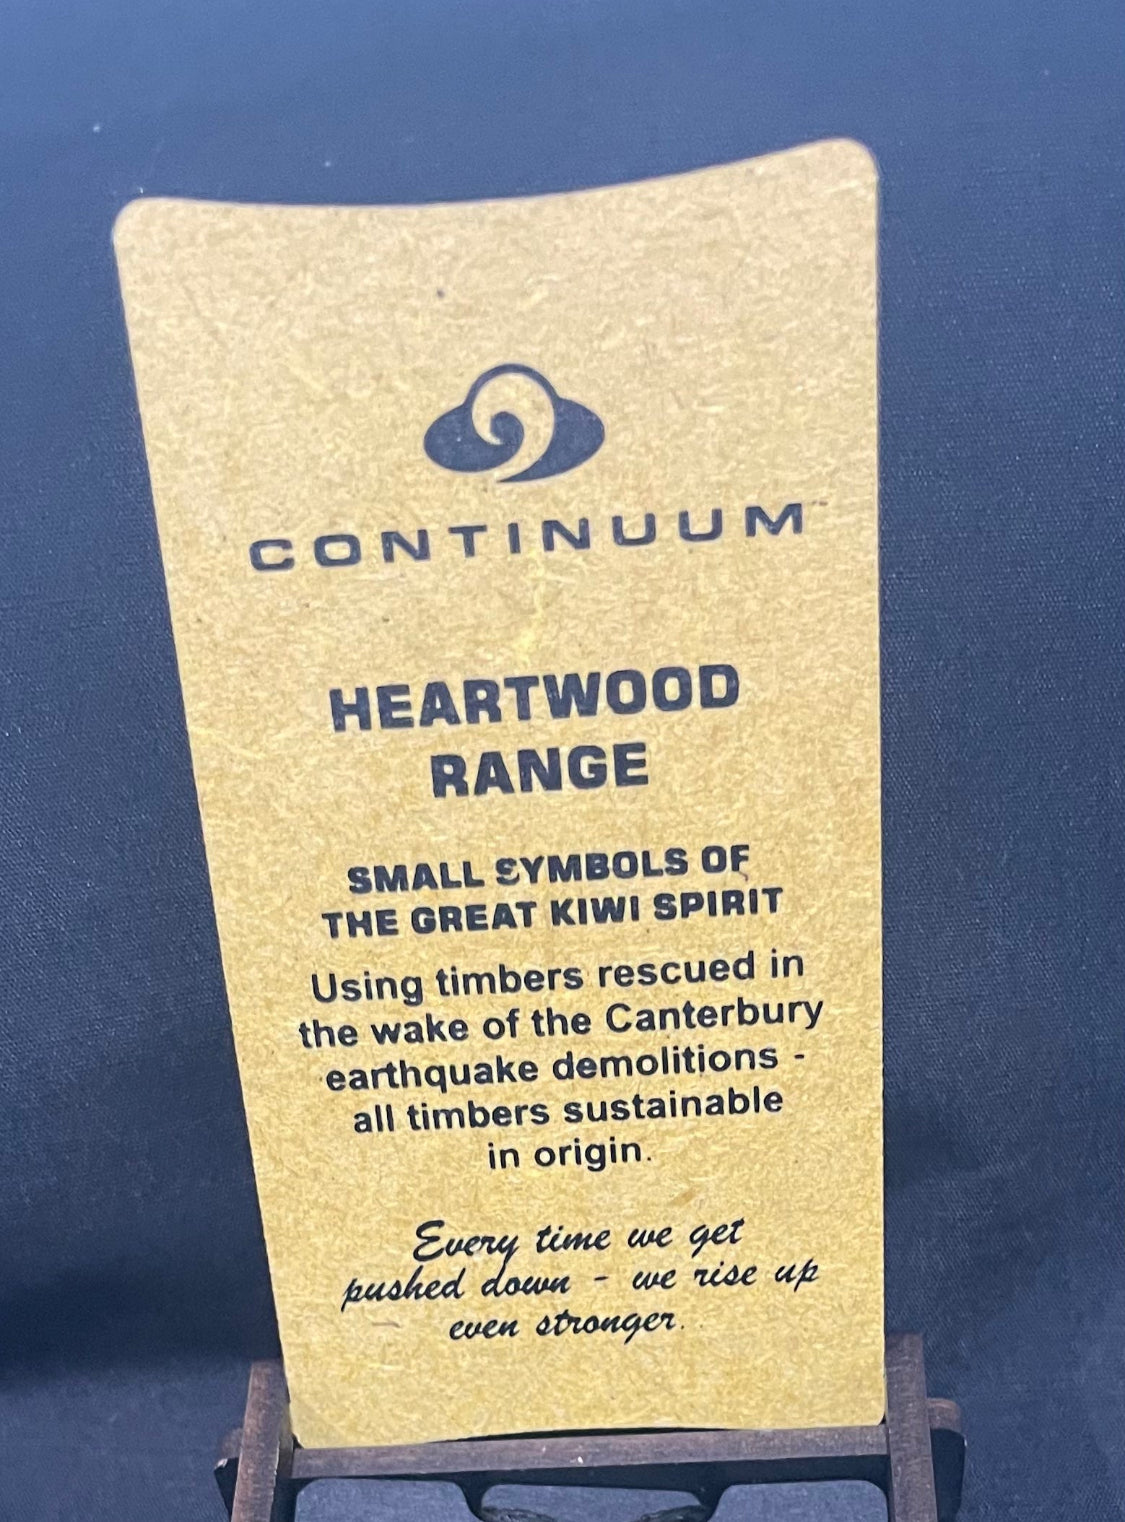 CONTINUUM™
HEARTWOOD
RANGE
SMALL SYMBOLS OF
THE GREAT KIWI SPIRIT
Using timbers rescued in
the wake of the Canterbury
earthquake demolitions -
all timbers sustainable
in origin.
Every time we get
pushed down - we rise up
even stronger.